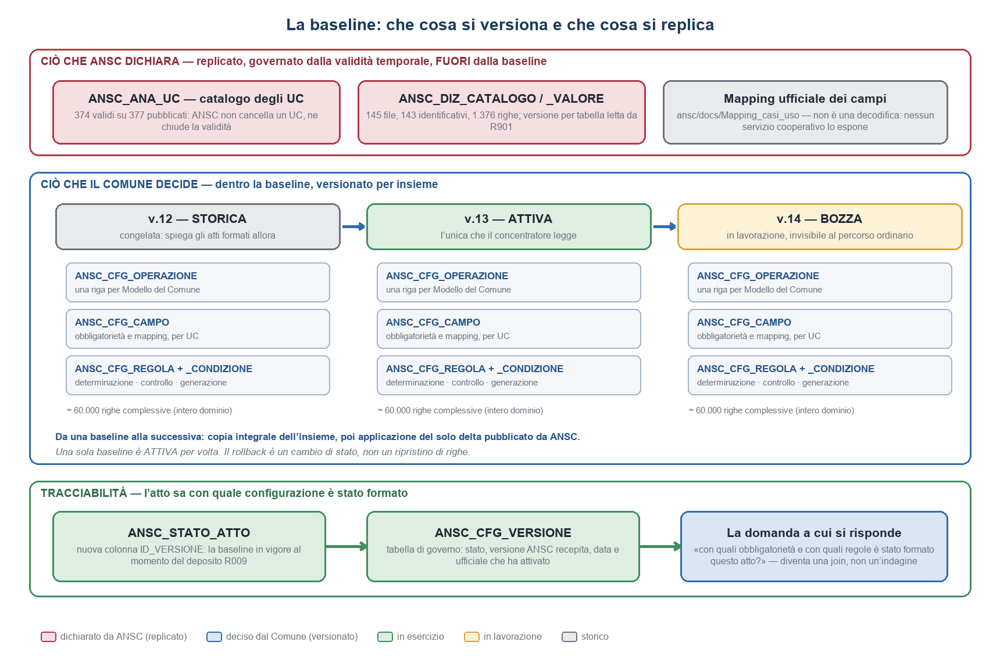 La baseline: che cosa si versiona e che cosa si replica
CIÒ CHE ANSC DICHIARA — replicato, governato dalla validità temporale, FUORI dalla baseline
ANSC_ANA_UC — catalogo degli UC
374 validi su 377 pubblicati: ANSC non cancella un UC, ne
chiude la validità
ANSC_DIZ_CATALOGO / _VALORE
145 file, 143 identificativi, 1.376 righe; versione per tabella letta da
R901
Mapping ufficiale dei campi
ansc/docs/Mapping_casi_uso — non è una decodifica: nessun
servizio cooperativo lo espone
CIÒ CHE IL COMUNE DECIDE — dentro la baseline, versionato per insieme
v.12 — STORICA
congelata: spiega gli atti formati allora
v.13 — ATTIVA
l’unica che il concentratore legge
v.14 — BOZZA
in lavorazione, invisibile al percorso ordinario
ANSC_CFG_OPERAZIONE
una riga per Modello del Comune
ANSC_CFG_CAMPO
obbligatorietà e mapping, per UC
ANSC_CFG_REGOLA + _CONDIZIONE
determinazione · controllo · generazione
≈ 60.000 righe complessive (intero dominio)
ANSC_CFG_OPERAZIONE
una riga per Modello del Comune
ANSC_CFG_CAMPO
obbligatorietà e mapping, per UC
ANSC_CFG_REGOLA + _CONDIZIONE
determinazione · controllo · generazione
≈ 60.000 righe complessive (intero dominio)
ANSC_CFG_OPERAZIONE
una riga per Modello del Comune
ANSC_CFG_CAMPO
obbligatorietà e mapping, per UC
ANSC_CFG_REGOLA + _CONDIZIONE
determinazione · controllo · generazione
≈ 60.000 righe complessive (intero dominio)
Da una baseline alla successiva: copia integrale dell’insieme, poi applicazione del solo delta pubblicato da ANSC.
Una sola baseline è ATTIVA per volta. Il rollback è un cambio di stato, non un ripristino di righe.
TRACCIABILITÀ — l’atto sa con quale configurazione è stato formato
ANSC_STATO_ATTO
nuova colonna ID_VERSIONE: la baseline in vigore al
momento del deposito R009
ANSC_CFG_VERSIONE
tabella di governo: stato, versione ANSC recepita, data e
ufficiale che ha attivato
La domanda a cui si risponde
«con quali obbligatorietà e con quali regole è stato formato
questo atto?» — diventa una join, non un’indagine
dichiarato da ANSC (replicato)
deciso dal Comune (versionato)
in esercizio
in lavorazione
storico